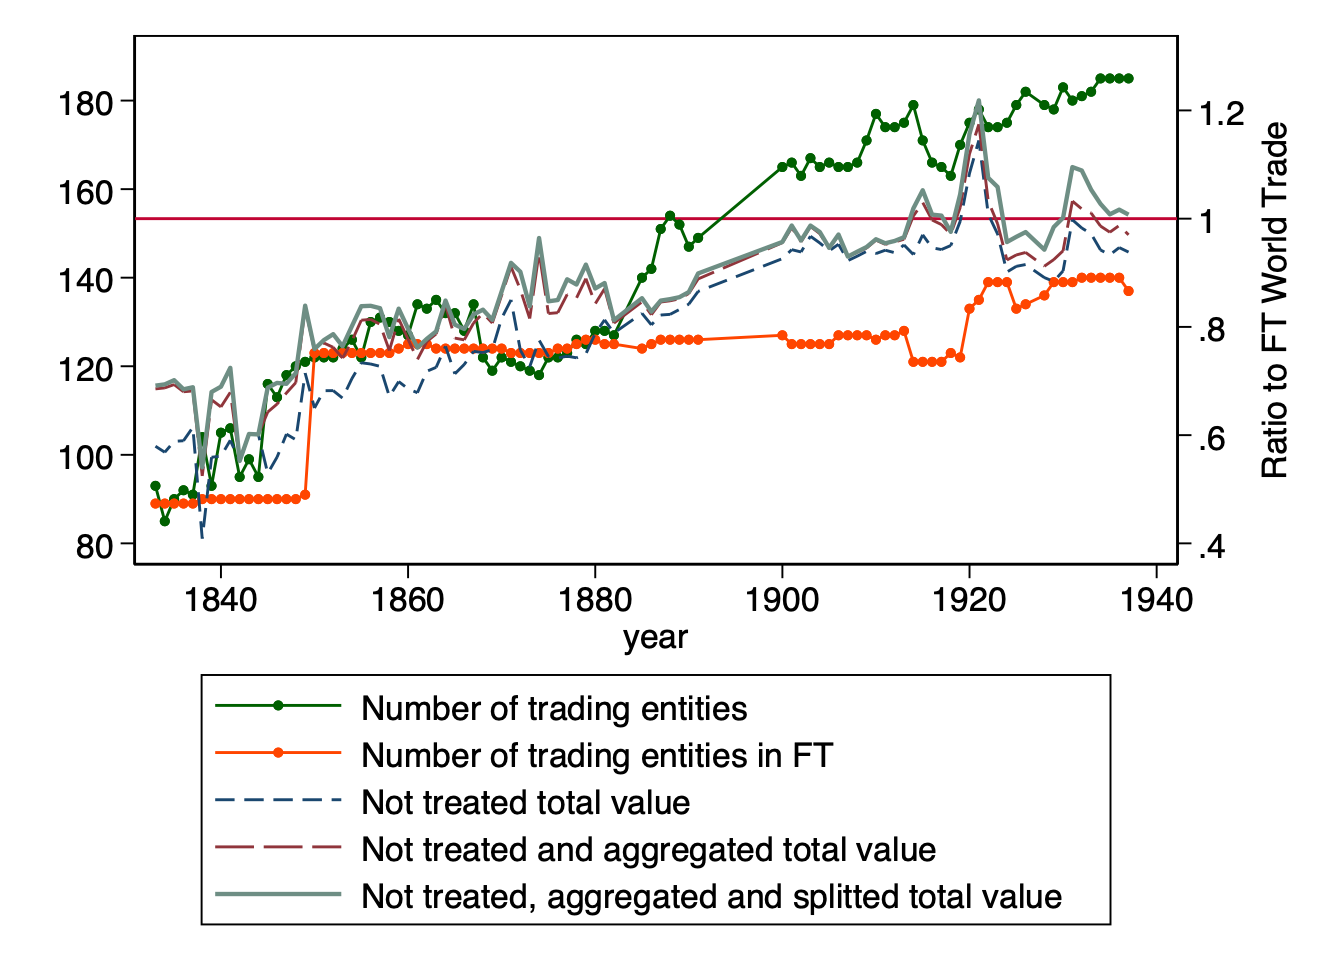 180
160
140
120
100
80
1.2
1
.8
.6
.4
Ratio to FT World Trade
1840 1860 1880 1900 1920 1940
year
Number of trading entities
Number of trading entities in FT
Not treated total value
Not treated and aggregated total value
Not treated, aggregated and splitted total value